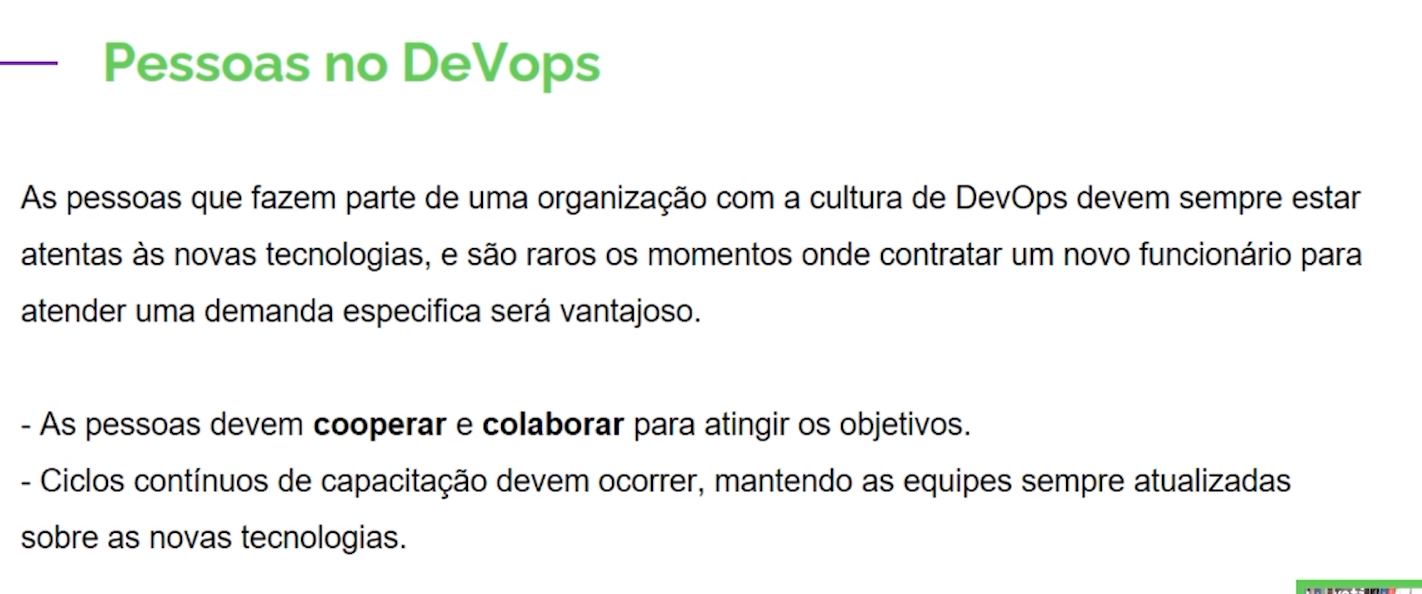 Pessoas no DeVops
As pessoas que fazem parte de uma organização com a cultura de DevOps devem sempre estar
atentas às novas tecnologias, e são raros os momentos onde contratar um novo funcionário para
atender uma demanda especifica será vantajoso.
- As pessoas devem cooperar e colaborar para atingir os objetivos.
- Ciclos contínuos de capacitação devem ocorrer, mantendo as equipes sempre atualizadas
sobre as novas tecnologias.